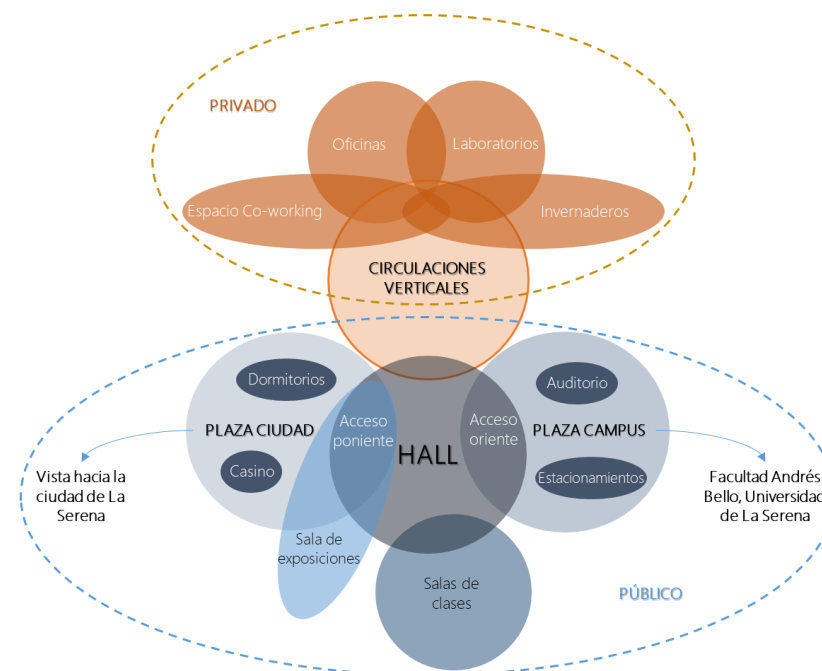 PRIVADO
Oficinas
Laboratorios
Espacio Co-working
Invernaderos
CIRCULACIONES
VERTICALES
Dormitorios
Auditorio
Acceso
poniente
Acceso
oriente
PLAZA CIUDAD
PLAZA CAMPUS
HALL
Casino
Estacionamientos
Vista hacia la
ciudad de La
Serena
Facultad Andrés
Bello, Universidad
de La Serena
Sala de
exposiciones
Salas de
clases
PÚBLICO